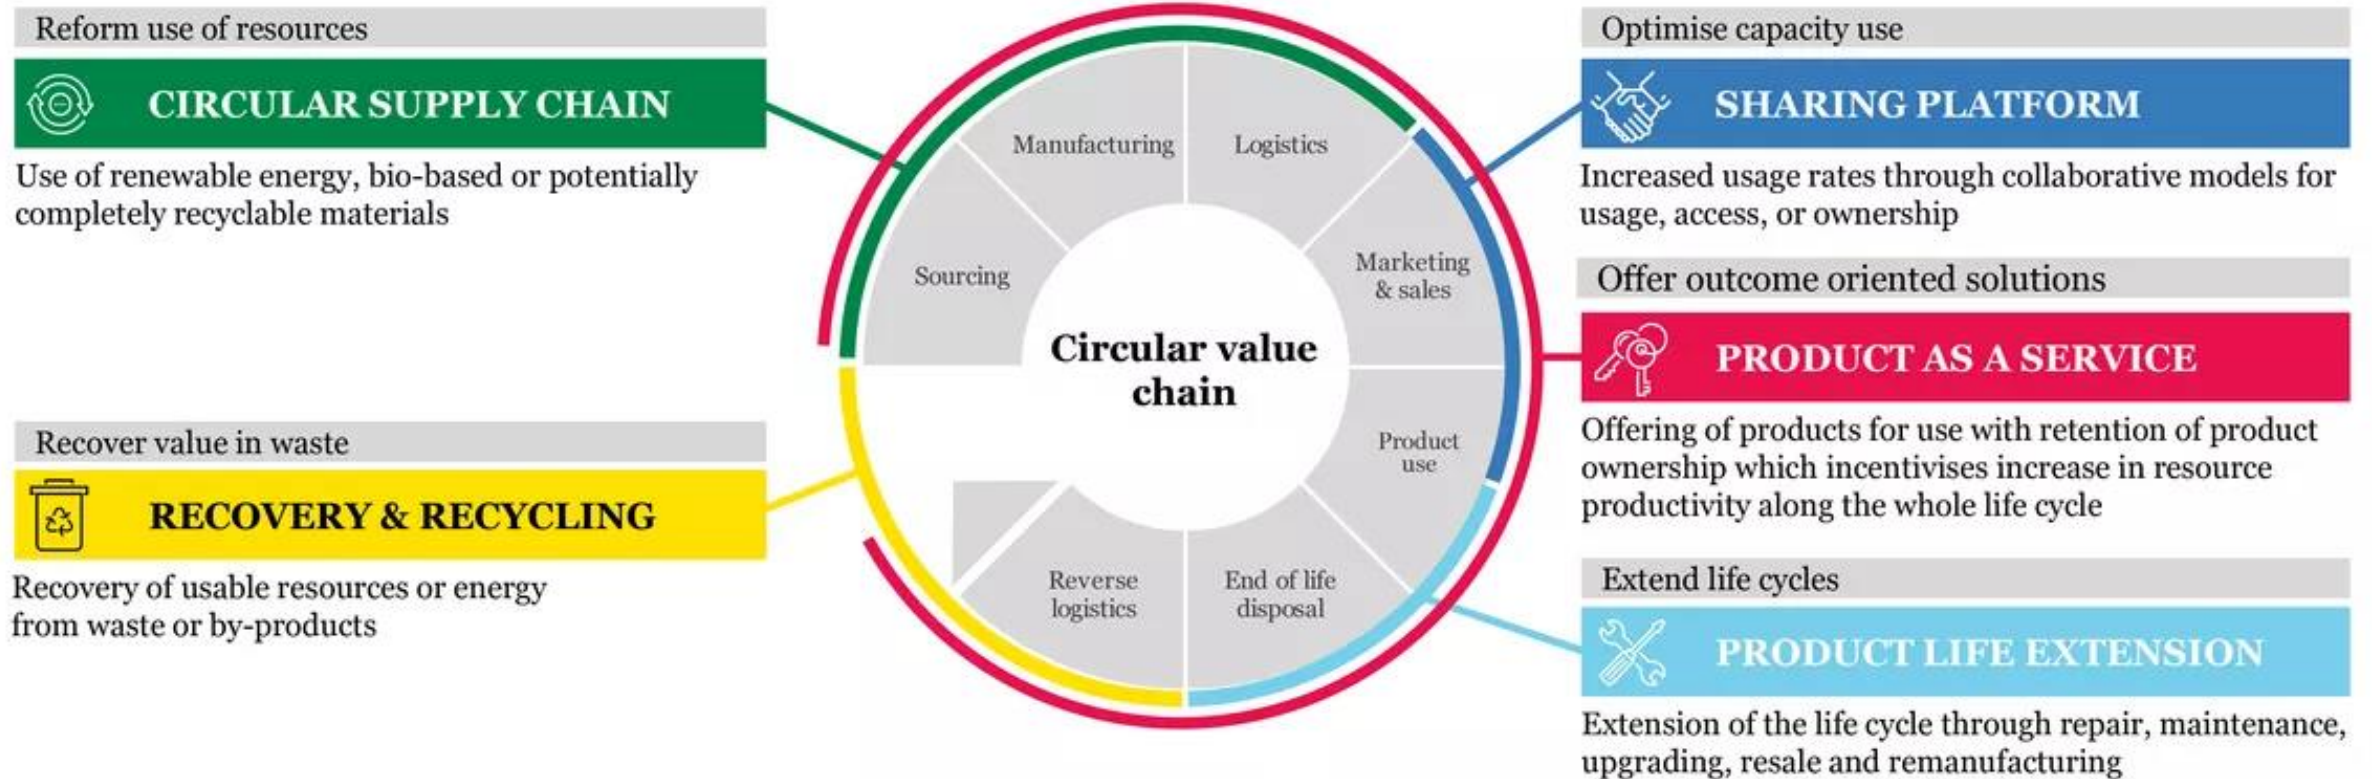 Reform use of resources
CIRCULAR SUPPLY CHAIN
Use of renewable energy, bio-based or potentially
completely recyclable materials
Recover value in waste
RECOVERY & RECYCLING
Recovery of usable resources or energy
from waste or by-products
Manufacturing
Logistics
Sourcing
Marketing
& sales
Circular value
chain
Product
use
Reverse
logistics
End of life
disposal
Optimise capacity use
SHARING PLATFORM
Increased usage rates through collaborative models for
usage, access, or ownership
Offer outcome oriented solutions
PRODUCT AS A SERVICE
Offering of products for use with retention of product
ownership which incentivises increase in resource
productivity along the whole life cycle
Extend life cycles
PRODUCT LIFE EXTENSION
Extension of the life cycle through repair, maintenance,
upgrading, resale and remanufacturing